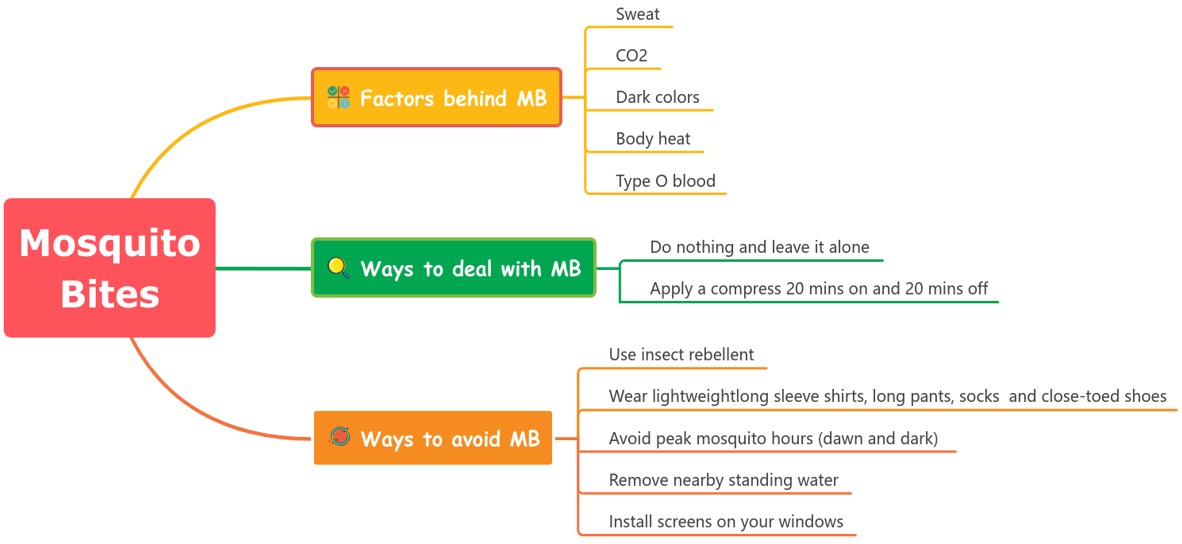 Mosquito
Bites
Factors behind MB
Sweat
CO2
Dark colors
Body heat
Type O blood
Ways to deal with MB
Do nothing and leave it alone
Apply a compress 20 mins on and 20 mins off
Ways to avoid MB
Use insect rebellent
Wear lightweightlong sleeve shirts, long pants, socks  and close-toed shoes
Avoid peak mosquito hours (dawn and dark)
Remove nearby standing water
Install screens on your windows